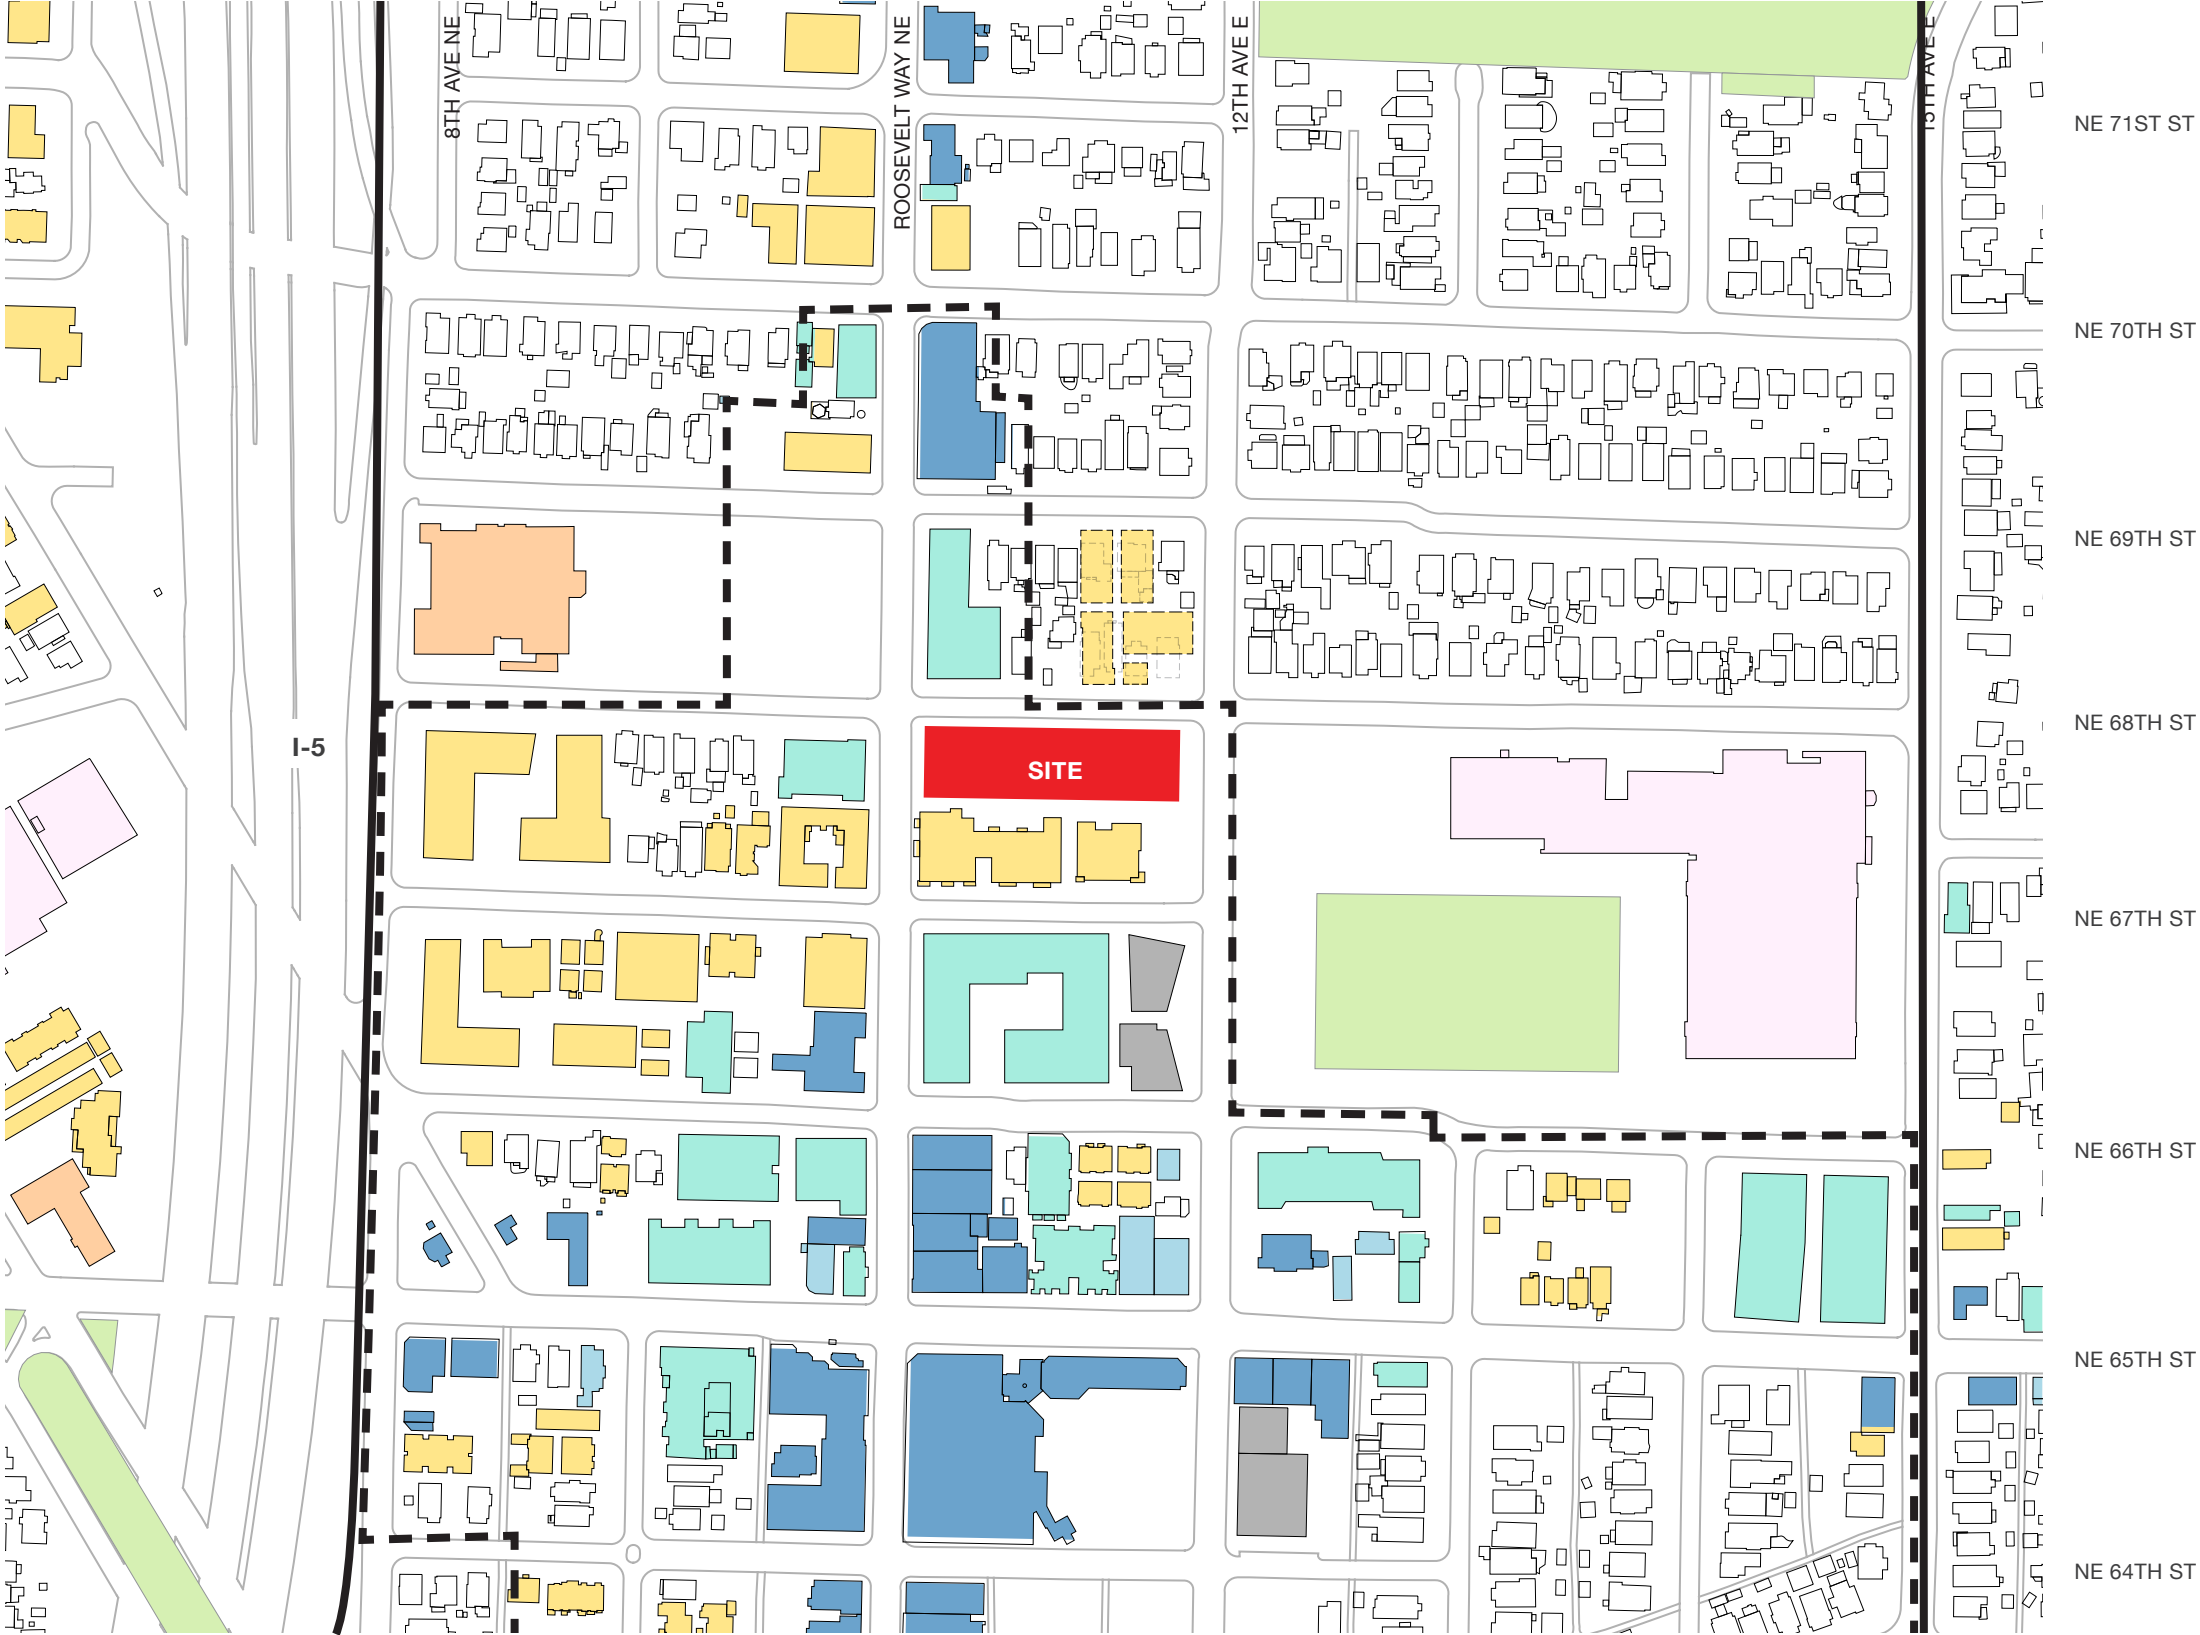 8TH AVE NE
ROOSEVELT WAY NE
12TH AVE E
15TH AVE E
NE 71ST ST
NE 70TH ST
NE 69TH ST
NE 68TH ST
I-5
SITE
NE 67TH ST
NE 66TH ST
NE 65TH ST
NE 64TH ST